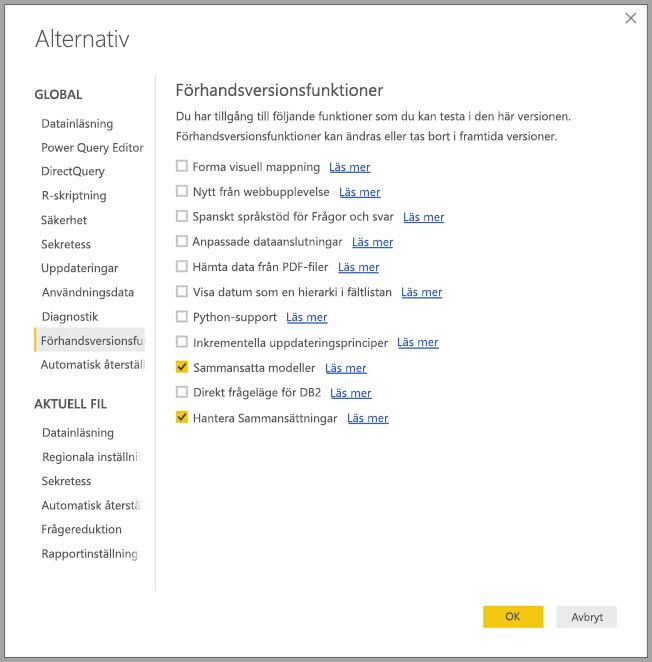 Alternativ
GLOBAL
Datainläsning
Power Query Editor
DirectQuery
R-skriptning
Säkerhet
Sekretess
Uppdateringar
Användningsdata
Diagnostik
Förhandsversionsfu
Automatisk återstäl
AKTUELL FIL
Datainläsning
Regionala inställni
Sekretess
Automatisk återstä
Frågereduktion
Rapportinställning
Förhandsversionsfunktioner
Du har tillgång till följande funktioner som du kan testa i den här versionen.
Förhandsversionsfunktioner kan ändras eller tas bort i framtida versioner.
Forma visuell mappning Läs mer
Nytt från webbupplevelse Läs mer
Spanskt språkstöd för Frågor och svar Läs mer
Anpassade dataanslutningar Läs mer
Hämta data från PDF-filer Läs mer
Visa datum som en hierarki i fältlistan Läs mer
Python-support Läs mer
Inkrementella uppdateringsprinciper Läs mer
Sammansatta modeller Läs mer
Direkt frågeläge för DB2 Läs mer
Hantera Sammansättningar Läs mer
OK Avbryt